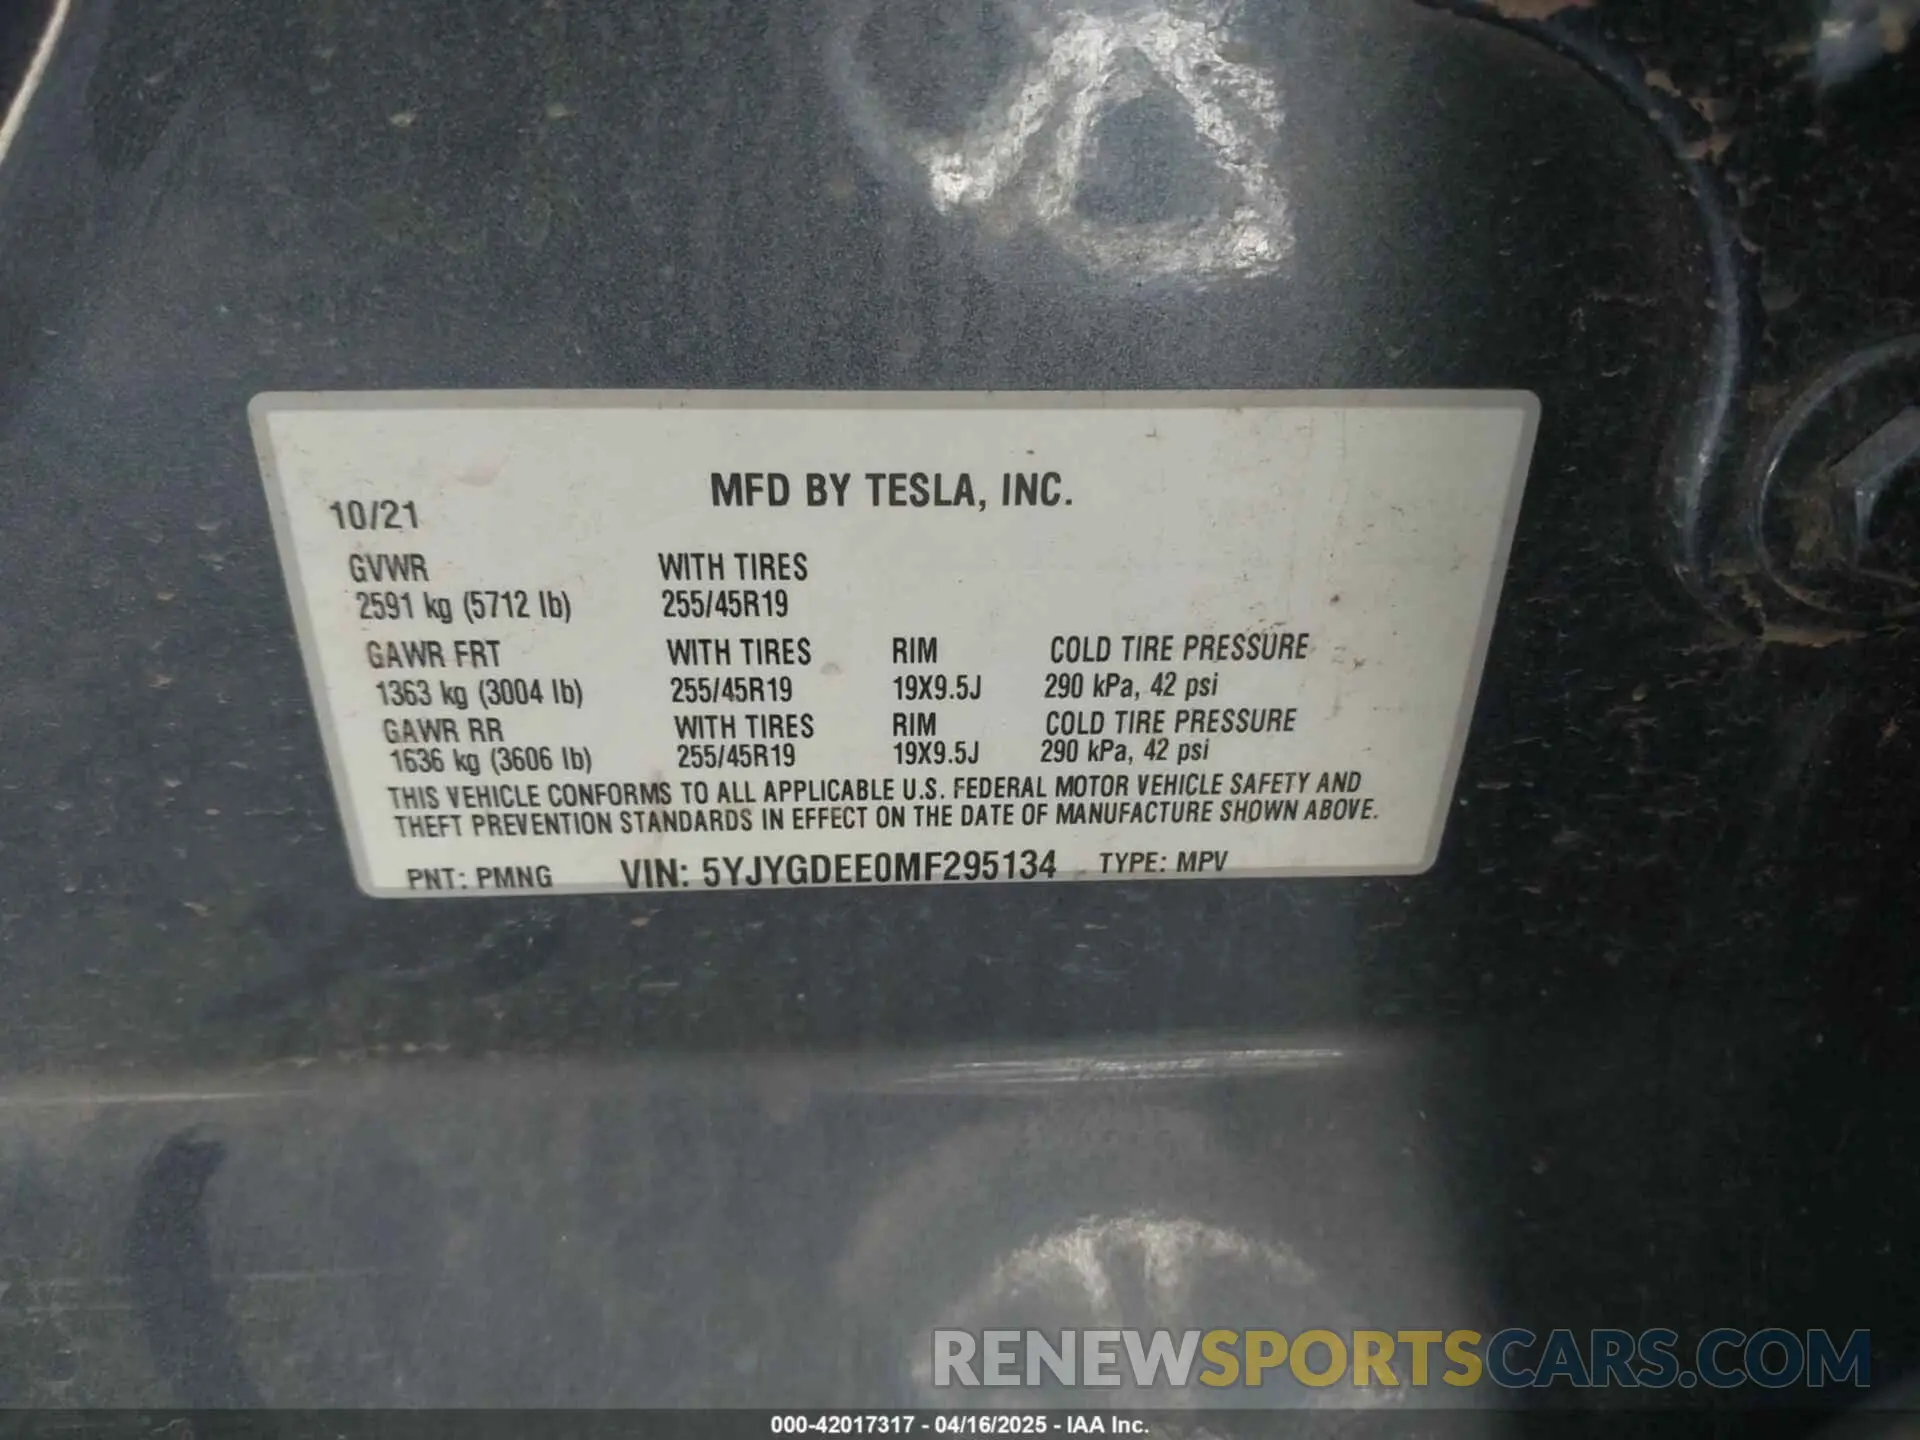 MFD BY TESLA, INC.
10/21
GVWR WITH TIRES
2591 kg (5712 lb) 255/45R19
GAWR FRT WITH TIRES RIM COLD TIRE PRESSURE
1363 kg (3004 lb) 255/45R19 19X9.5J 290 kPa, 42 psi
GAWR RR WITH TIRES RIM COLD TIRE PRESSURE
1636 kg (3606 lb) 255/45R19 19X9.5J 290 kPa, 42 psi
THIS VEHICLE CONFORMS TO ALL APPLICABLE U.S. FEDERAL MOTOR VEHICLE SAFETY AND
THEFT PREVENTION STANDARDS IN EFFECT ON THE DATE OF MANUFACTURE SHOWN ABOVE.
PNT: PMNG VIN: 5YJYGDEE0MF295134 TYPE: MPV
RENEWSPORTSCARS.COM
000-42017317 - 04/16/2025 - IAA Inc.